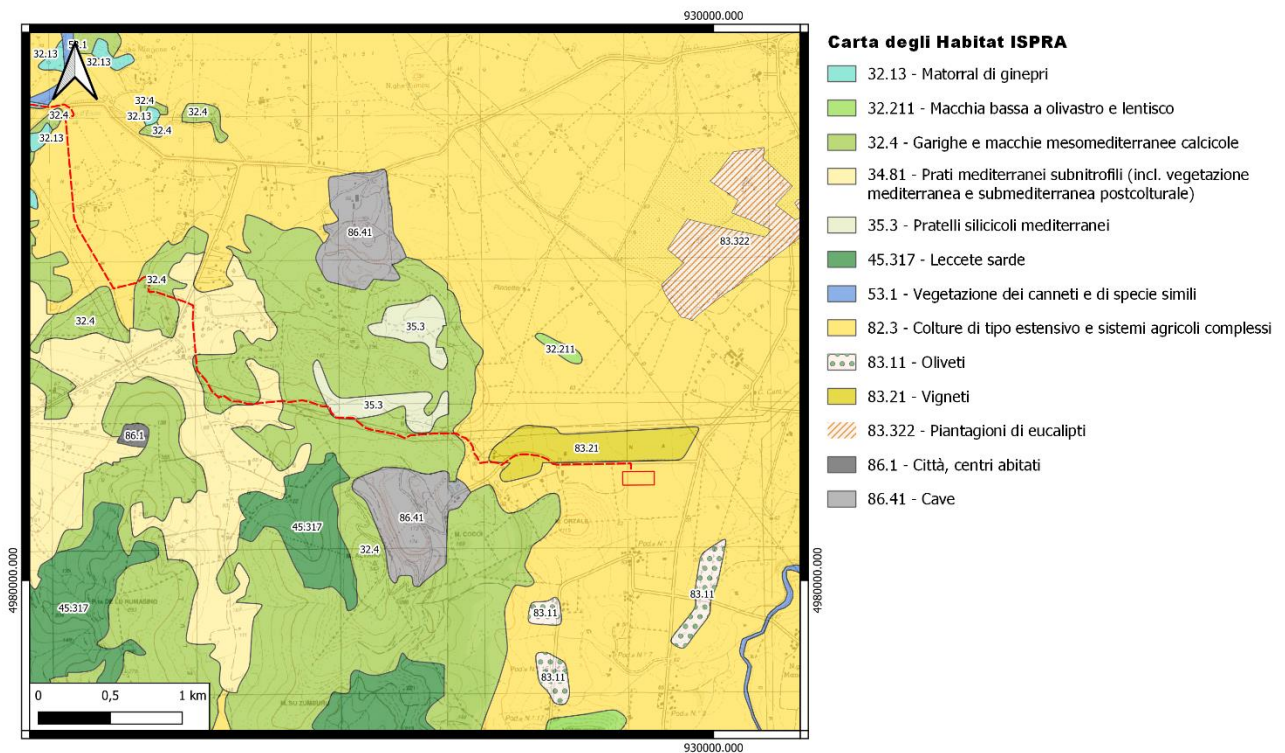 930000.000
53.1
32.13
32.13
32.4
32.4
32.13
32.4
32.4
32.13
86.41
83.322
32.4
32.4
35.3
32.211
35.3
86.1
83.21
45.317
86.41
32.4
M. ORTALE
45.317
83.11
83.11
83.11
4980000.000
4980000.000
0 0,5 1 km
930000.000
Carta degli Habitat ISPRA
32.13 - Matorral di ginepri
32.211 - Macchia bassa a olivastro e lentisco
32.4 - Garighe e macchie mesomediterranee calcicole
34.81 - Prati mediterranei subnitrofili (incl. vegetazione
mediterranea e submediterranea postcolturale)
35.3 - Pratelli silicicoli mediterranei
45.317 - Leccete sarde
53.1 - Vegetazione dei canneti e di specie simili
82.3 - Colture di tipo estensivo e sistemi agricoli complessi
83.11 - Oliveti
83.21 - Vigneti
83.322 - Piantagioni di eucalipti
86.1 - Città, centri abitati
86.41 - Cave